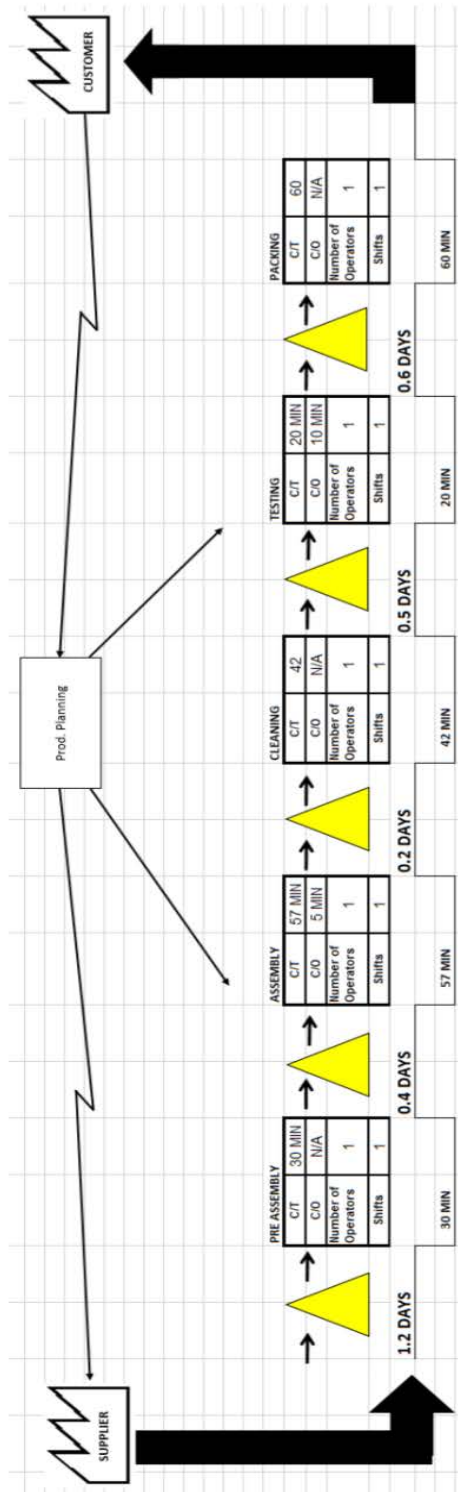 SUPPLIER
Prod. Planning
CUSTOMER
PRE ASSEMBLY
C/T 30 MIN
C/O N/A
Number of
Operators 1
Shifts 1
ASSEMBLY
C/T 57 MIN
C/O 5 MIN
Number of
Operators 1
Shifts 1
CLEANING
C/T 42
C/O N/A
Number of
Operators 1
Shifts 1
TESTING
C/T 20 MIN
C/O 10 MIN
Number of
Operators 1
Shifts 1
PACKING
C/T 60
C/O N/A
Number of
Operators 1
Shifts 1
1.2 DAYS 0.4 DAYS 0.2 DAYS 0.5 DAYS 0.6 DAYS
30 MIN 57 MIN 42 MIN 20 MIN 60 MIN